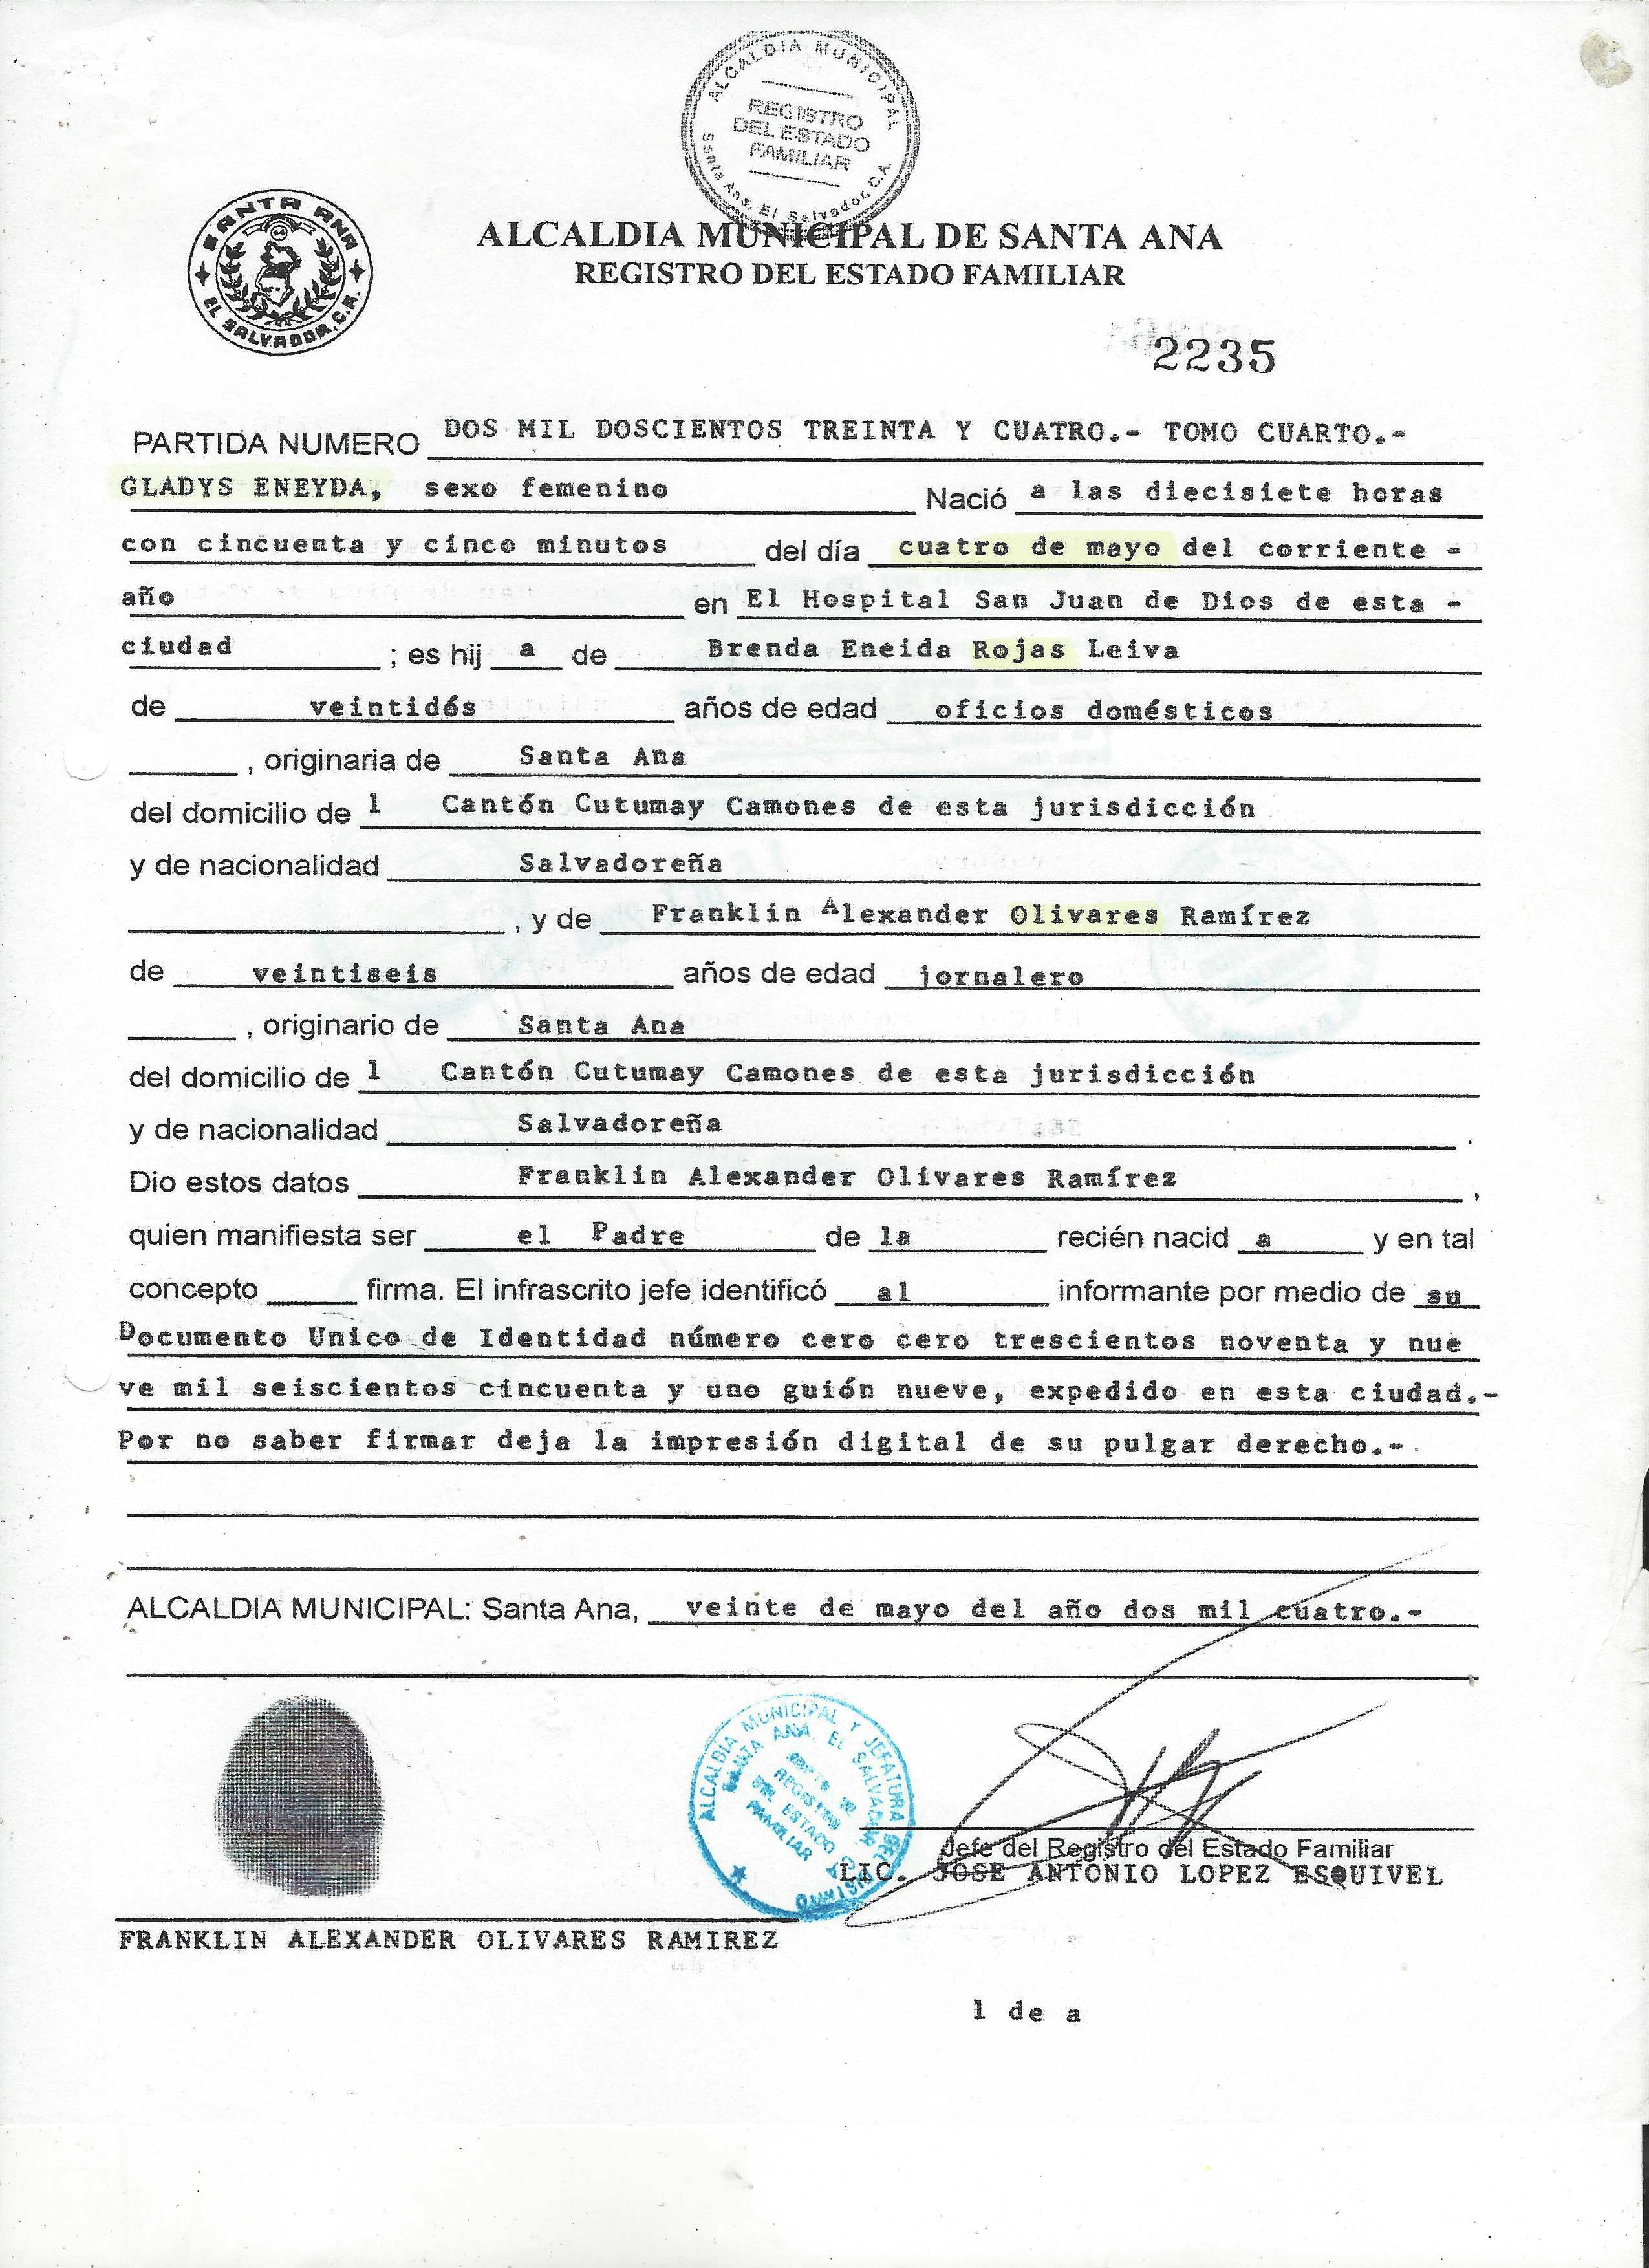 ALCALDIA MUNICIPAL
REGISTRO
DEL ESTADO
FAMILIAR
Santa Ana, El Salvador, C.A.
SANTA ANA
EL SALVADOR, C.A.
ALCALDIA MUNICIPAL DE SANTA ANA
REGISTRO DEL ESTADO FAMILIAR
2235
PARTIDA NUMERO DOS MIL DOSCIENTOS TREINTA Y CUATRO.- TOMO CUARTO.-
GLADYS ENEYDA, sexo femenino Nació a las diecisiete horas
con cincuenta y cinco minutos del día cuatro de mayo del corriente -
año en El Hospital San Juan de Dios de esta -
ciudad ; es hij a de Brenda Eneida Rojas Leiva
de veintidós años de edad oficios domésticos
, originaria de Santa Ana
del domicilio de l Cantón Cutumay Camones de esta jurisdicción
y de nacionalidad Salvadoreña
, y de Franklin Alexander Olivares Ramírez
de veintiseis años de edad jornalero
, originario de Santa Ana
del domicilio de l Cantón Cutumay Camones de esta jurisdicción
y de nacionalidad Salvadoreña .
Dio estos datos Franklin Alexander Olivares Ramírez ,
quien manifiesta ser el Padre de la recién nacid a y en tal
concepto firma. El infrascrito jefe identificó al informante por medio de su
Documento Unico de Identidad número cero cero trescientos noventa y nue
ve mil seiscientos cincuenta y uno guión nueve, expedido en esta ciudad.-
Por no saber firmar deja la impresión digital de su pulgar derecho.-
ALCALDIA MUNICIPAL: Santa Ana, veinte de mayo del año dos mil cuatro.-
ALCALDIA MUNICIPAL Y JEFATURA DEL DISTRITO
SANTA ANA. EL SALVADOR
REGISTRO
DEL ESTADO
FAMILIAR
Jefe del Registro del Estado Familiar
LIC. JOSE ANTONIO LOPEZ ESQUIVEL
FRANKLIN ALEXANDER OLIVARES RAMIREZ
1 de a